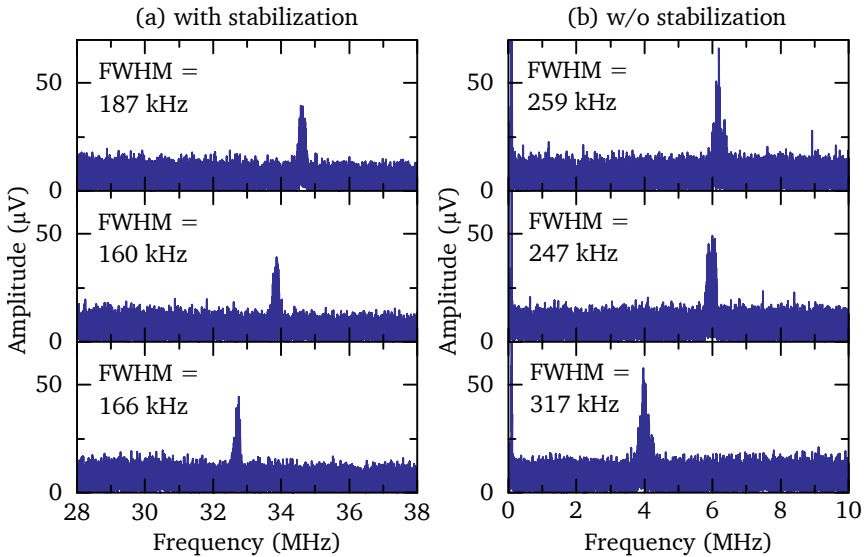 (a) with stabilization
(b) w/o stabilization
Amplitude (μV)
50
0
FWHM =
187 kHz
50
0
FWHM =
160 kHz
50
0
FWHM =
166 kHz
28 30 32 34 36 38
Frequency (MHz)
Amplitude (μV)
50
0
FWHM =
259 kHz
50
0
FWHM =
247 kHz
50
0
FWHM =
317 kHz
0 2 4 6 8 10
Frequency (MHz)